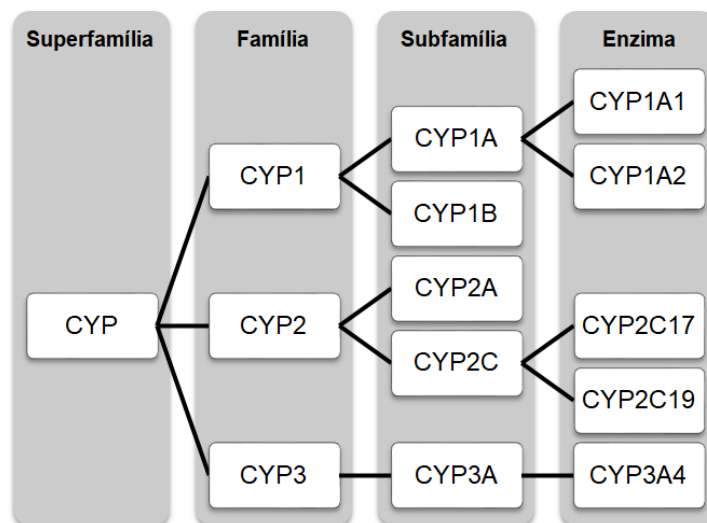 Superfamília
Família
Subfamília
Enzima
CYP
CYP1
CYP2
CYP3
CYP1A
CYP1B
CYP2A
CYP2C
CYP3A
CYP1A1
CYP1A2
CYP2C17
CYP2C19
CYP3A4